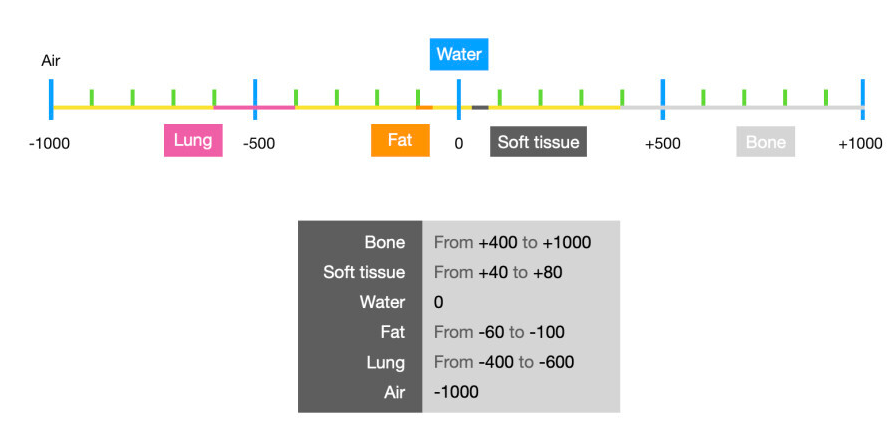 Water
Air
-1000
Lung
-500
Fat
0
Soft tissue
+500
Bone
+1000
Bone From +400 to +1000
Soft tissue From +40 to +80
Water 0
Fat From -60 to -100
Lung From -400 to -600
Air -1000